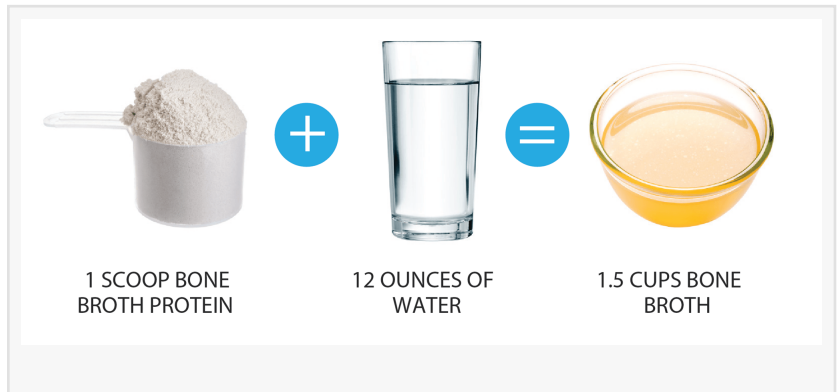 1 SCOOP BONE
BROTH PROTEIN
+
12 OUNCES OF
WATER
=
1.5 CUPS BONE
BROTH